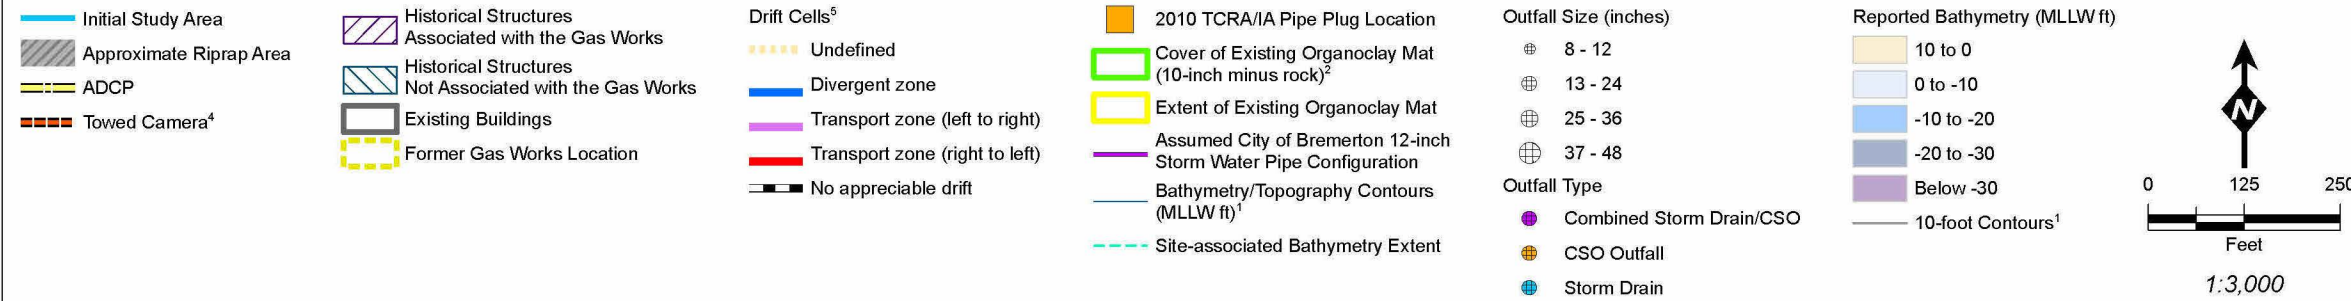 Initial Study Area
Approximate Riprap Area
ADCP
Towed Camera4
Historical Structures
Associated with the Gas Works
Historical Structures
Not Associated with the Gas Works
Existing Buildings
Former Gas Works Location
Drift Cells5
Undefined
Divergent zone
Transport zone (left to right)
Transport zone (right to left)
No appreciable drift
2010 TCRA/IA Pipe Plug Location
Cover of Existing Organoclay Mat
(10-inch minus rock)2
Extent of Existing Organoclay Mat
Assumed City of Bremerton 12-inch
Storm Water Pipe Configuration
Bathymetry/Topography Contours
(MLLW ft)1
Site-associated Bathymetry Extent
Outfall Size (inches)
8 - 12
13 - 24
25 - 36
37 - 48
Outfall Type
Combined Storm Drain/CSO
CSO Outfall
Storm Drain
Reported Bathymetry (MLLW ft)
10 to 0
0 to -10
-10 to -20
-20 to -30
Below -30
10-foot Contours1
N
0 125 250
Feet
1:3,000